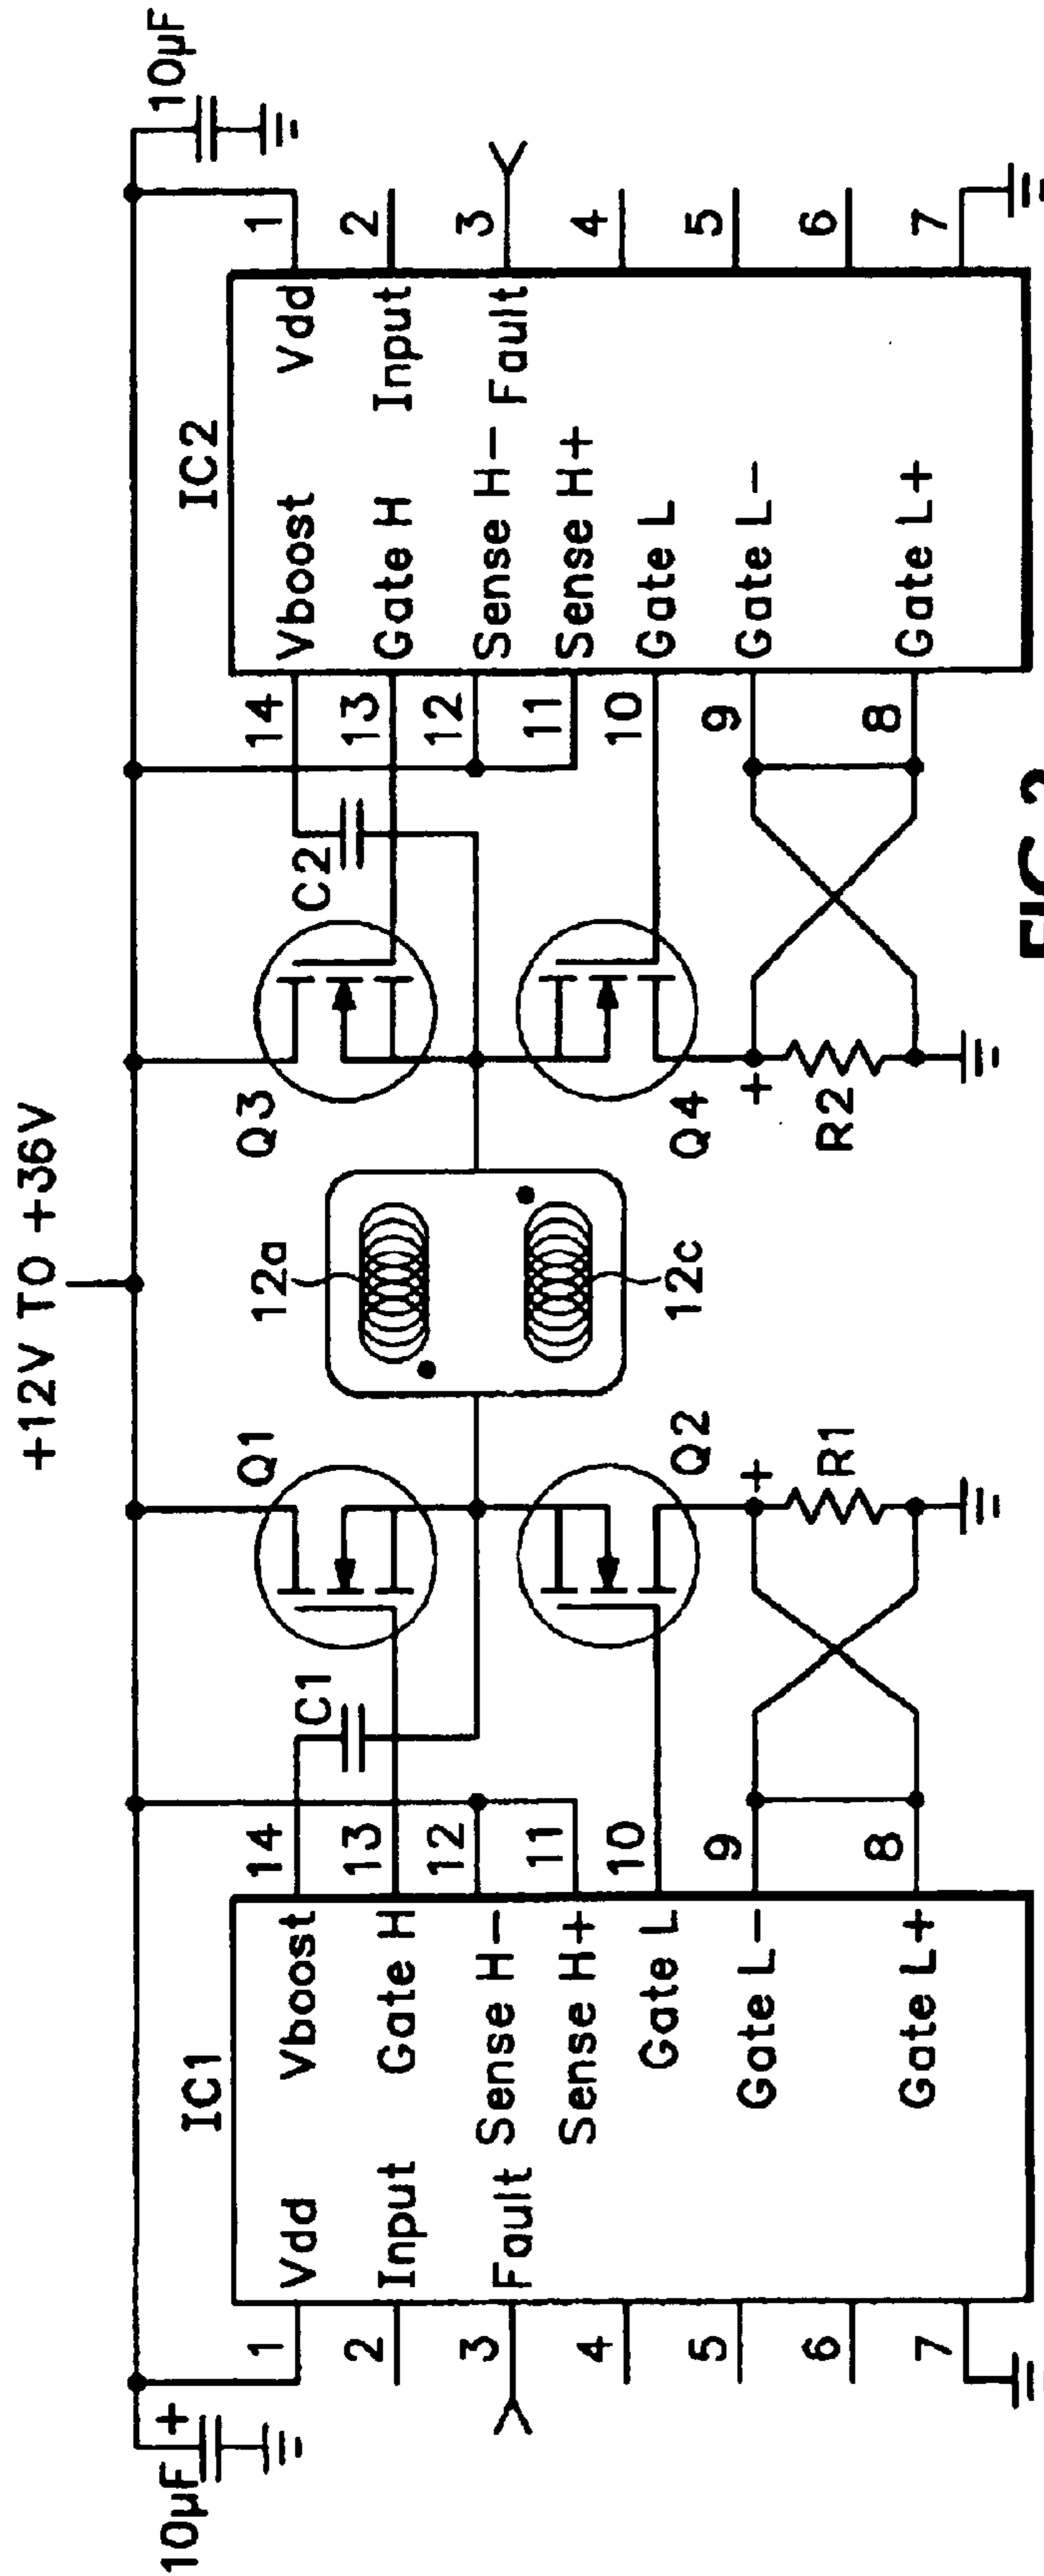 +12V TO +36V
10µF +
10µF
IC1
IC2
Vdd
Vboost
Input
Gate H
Fault
Sense H-
Sense H+
Gate L
Gate L-
Gate L+
1
2
3
4
5
6
7
14
13
12
11
10
9
8
C1
Q1
Q2
+
R1
12a
12c
Q3
Q4
+
R2
C2
14
13
12
11
10
9
8
Vboost
Vdd
Gate H
Input
Sense H-
Fault
Sense H+
Gate L
Gate L-
Gate L+
1
2
3
4
5
6
7